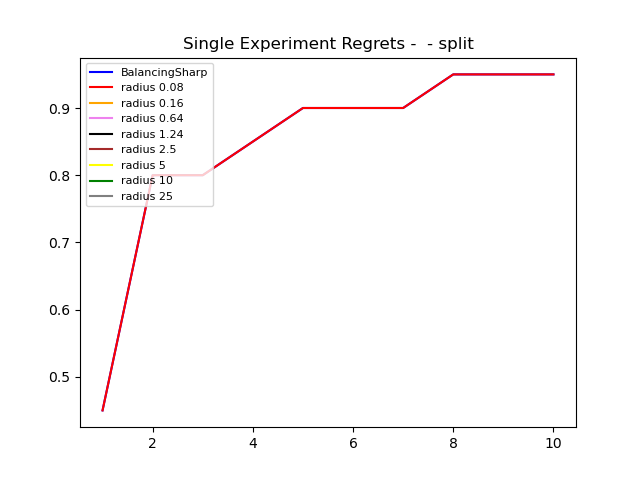 Single Experiment Regrets -  - split
BalancingSharp
radius 0.08
radius 0.16
radius 0.64
radius 1.24
radius 2.5
radius 5
radius 10
radius 25
0.9
0.8
0.7
0.6
0.5
2 4 6 8 10